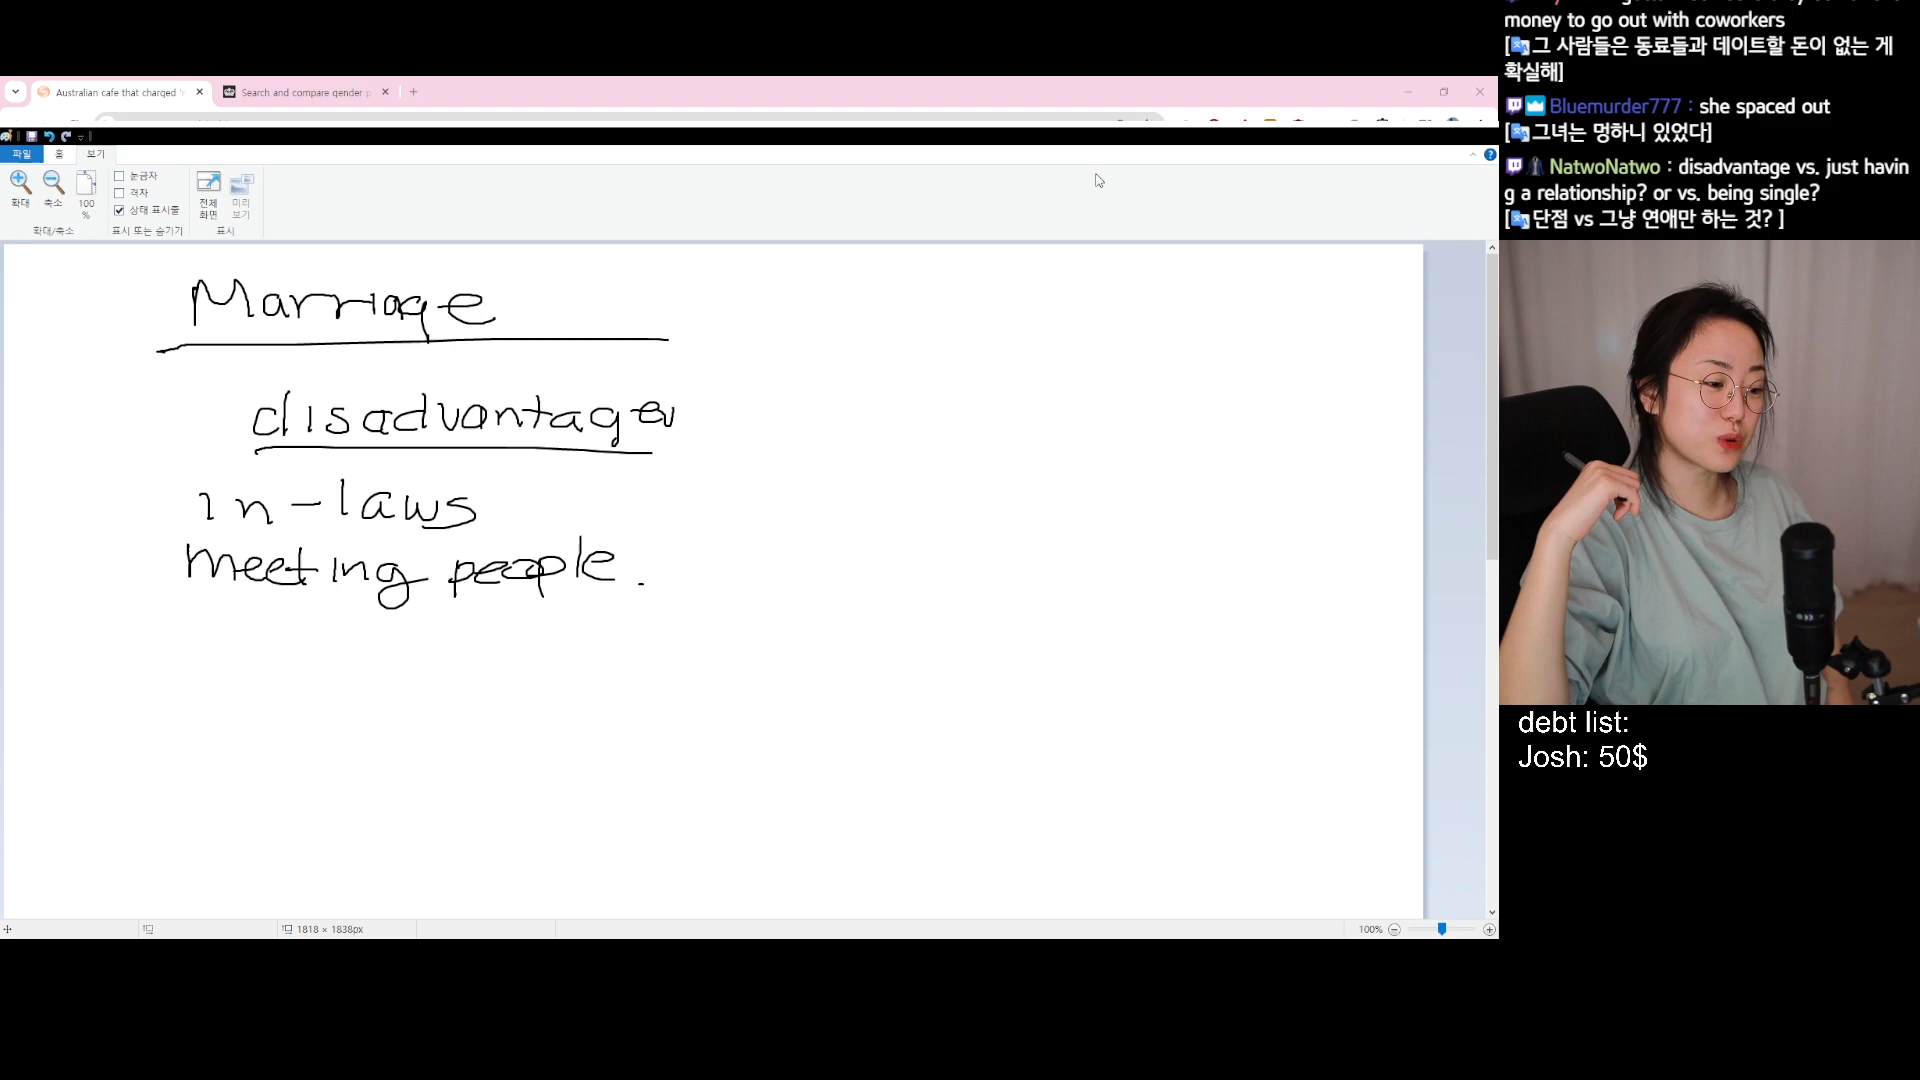 money to go out with coworkers
[그 사람들은 동료들과 데이트할 돈이 없는 게
확실해]
Bluemurder777 : she spaced out
[그녀는 멍하니 있었다]
NatwoNatwo : disadvantage vs. just havin
g a relationship? or vs. being single?
[단점 vs 그냥 연애만 하는 것? ]
Australian cafe that charged 'r
Search and compare gender p
파일 홈 보기
확대 축소 100 %
눈금자
격자
상태 표시줄
전체 화면
미리 보기
확대/축소 표시 또는 숨기기 표시
Marriage
disadvantages
in-laws
meeting people.
debt list:
Josh: 50$
1818 × 1838px
100%